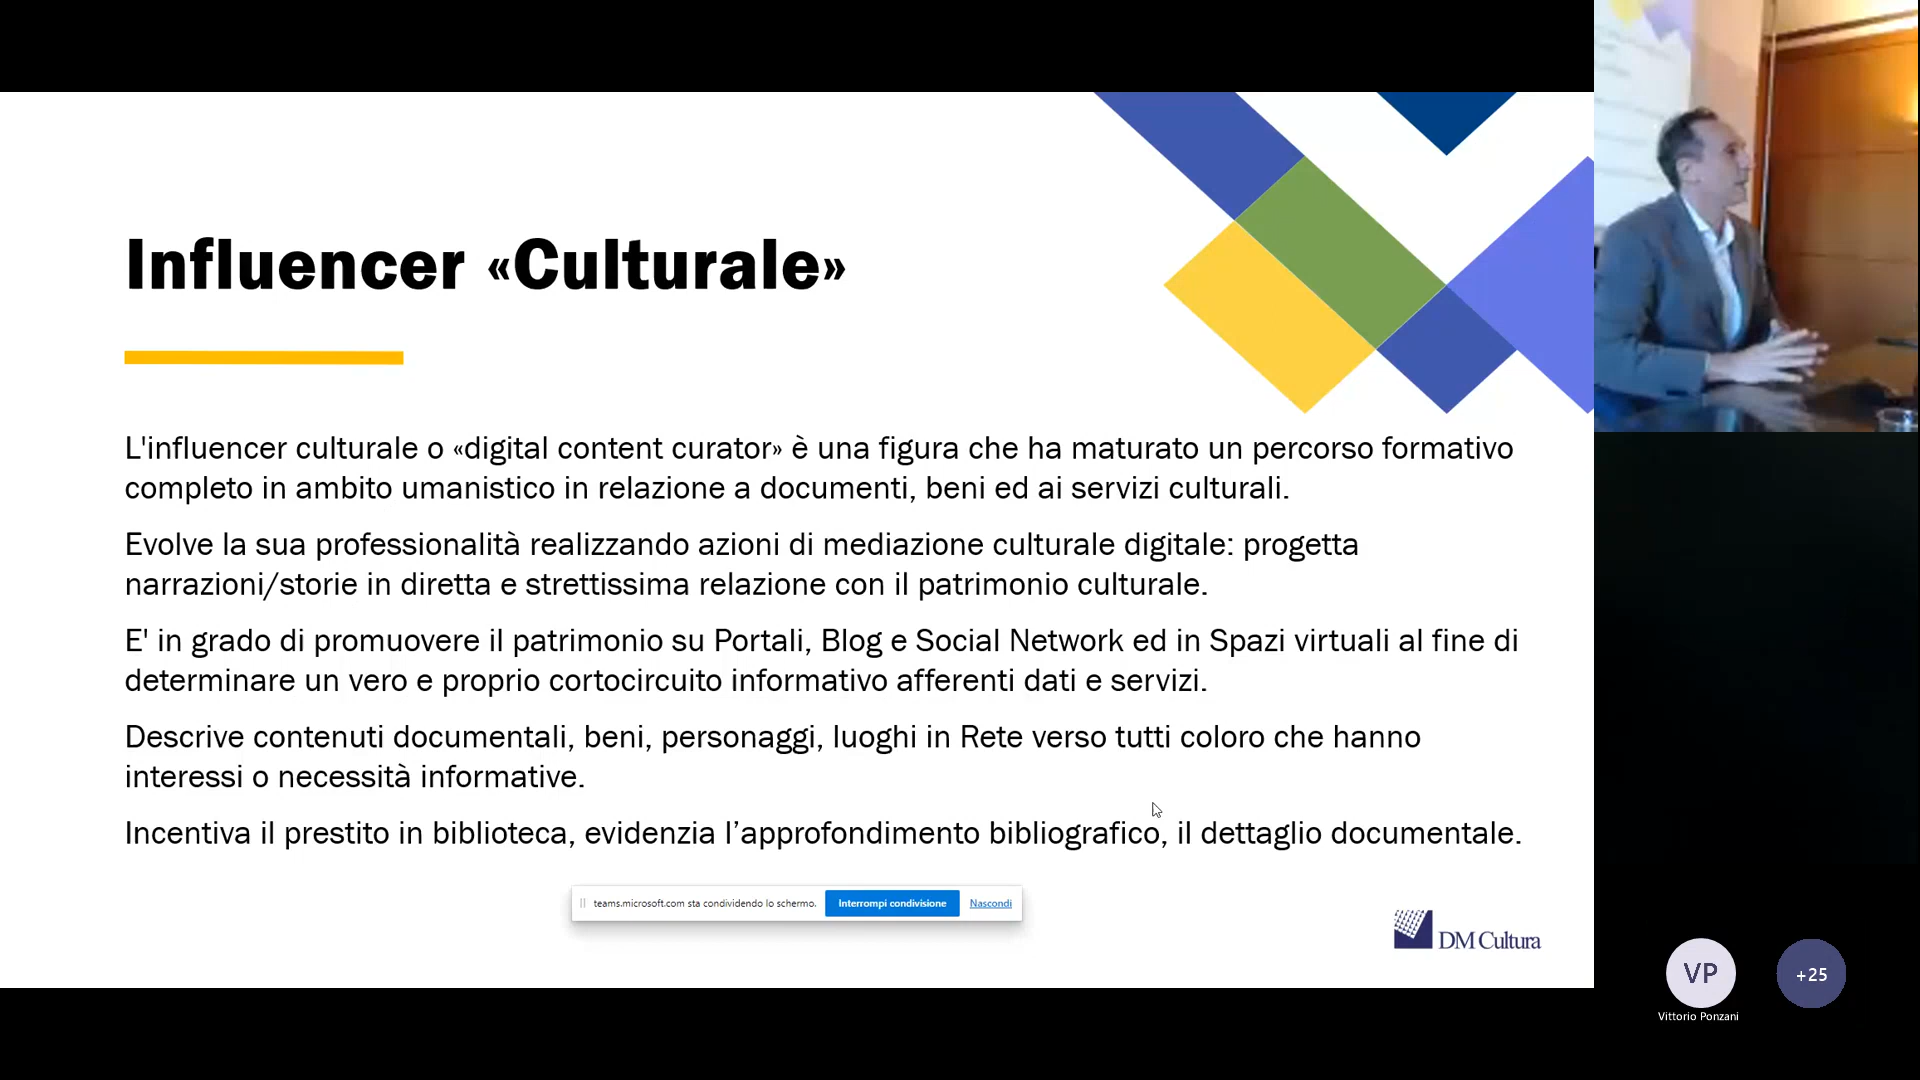 Influencer «Culturale»
L'influencer culturale o «digital content curator» è una figura che ha maturato un percorso formativo
completo in ambito umanistico in relazione a documenti, beni ed ai servizi culturali.
Evolve la sua professionalità realizzando azioni di mediazione culturale digitale: progetta
narrazioni/storie in diretta e strettissima relazione con il patrimonio culturale.
E' in grado di promuovere il patrimonio su Portali, Blog e Social Network ed in Spazi virtuali al fine di
determinare un vero e proprio cortocircuito informativo afferenti dati e servizi.
Descrive contenuti documentali, beni, personaggi, luoghi in Rete verso tutti coloro che hanno
interessi o necessità informative.
Incentiva il prestito in biblioteca, evidenzia l’approfondimento bibliografico, il dettaglio documentale.
teams.microsoft.com sta condividendo lo schermo. Interrompi condivisione Nascondi
DM Cultura
VP
+25
Vittorio Ponzani